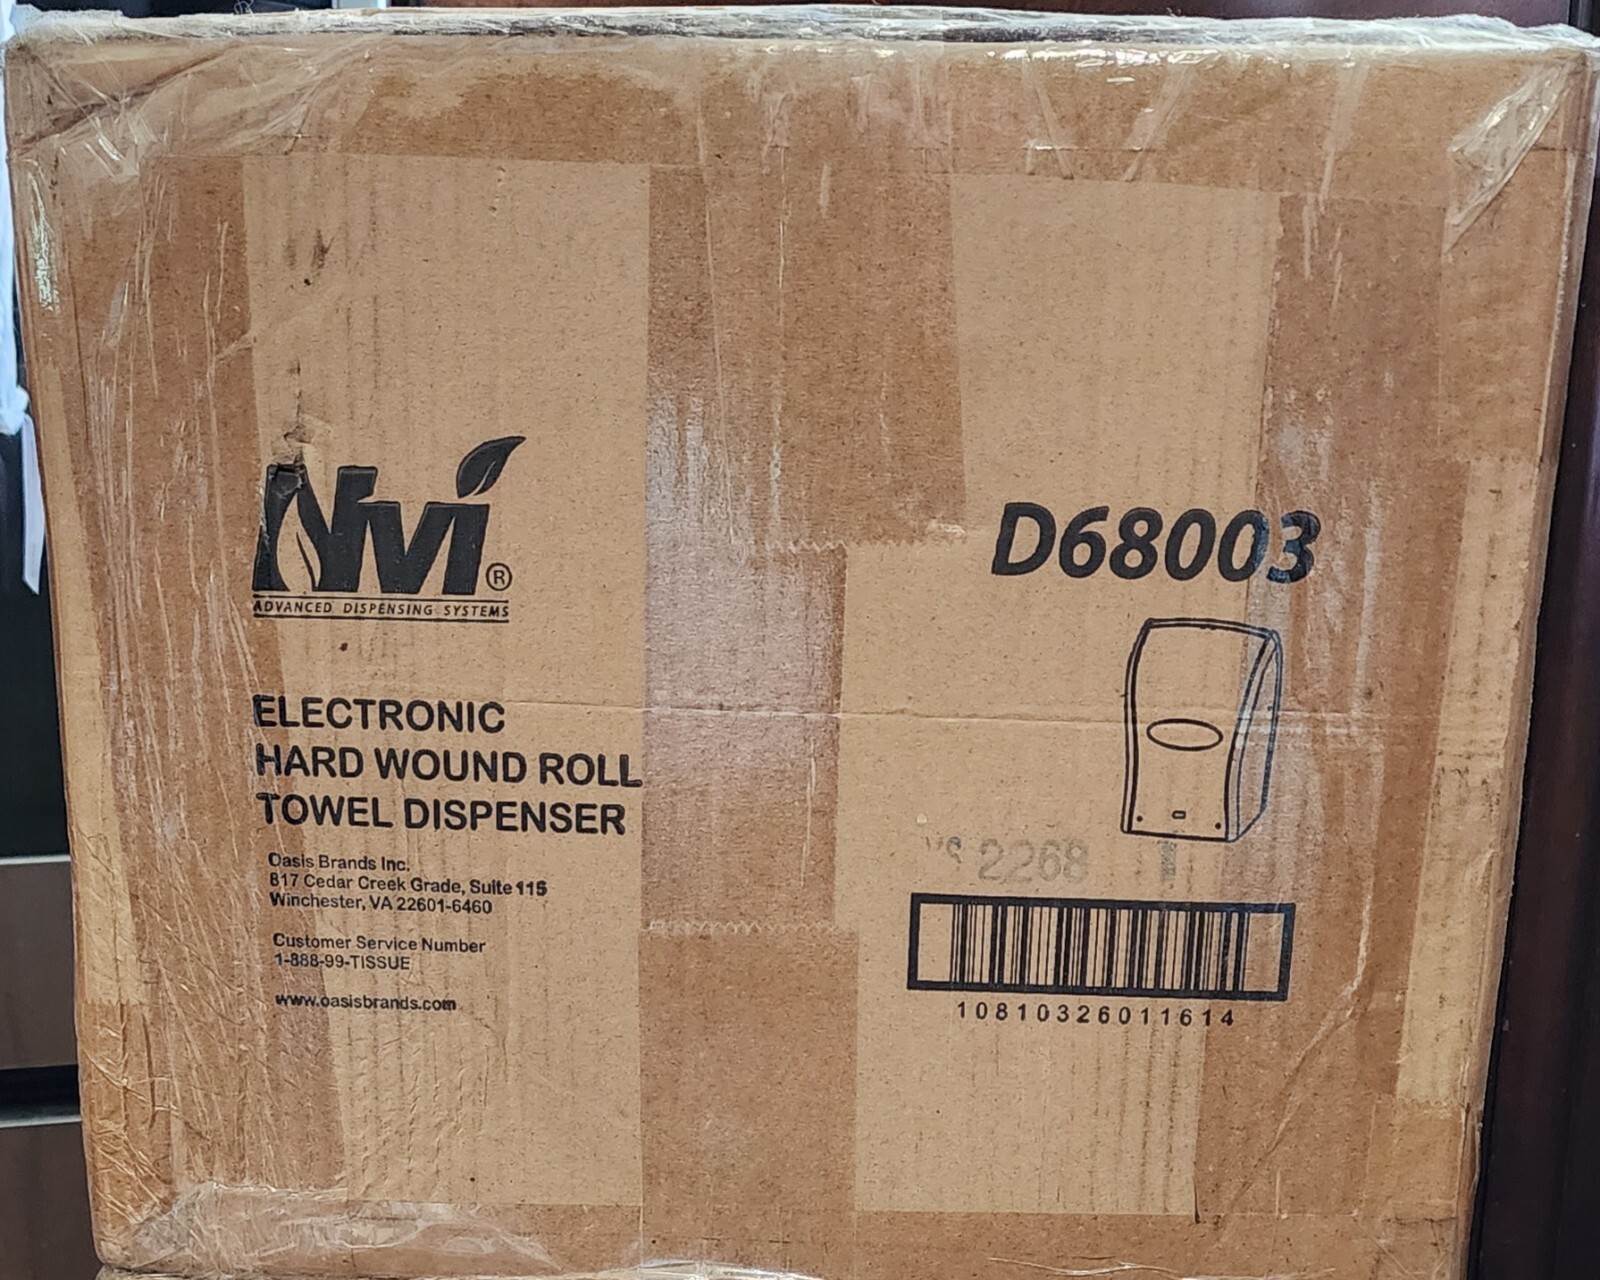 NVI®
ADVANCED DISPENSING SYSTEMS
ELECTRONIC
HARD WOUND ROLL
TOWEL DISPENSER
Oasis Brands Inc.
817 Cedar Creek Grade, Suite 115
Winchester, VA 22601-6460
Customer Service Number
1-888-99-TISSUE
www.oasisbrands.com
D68003
2268
10810326011614